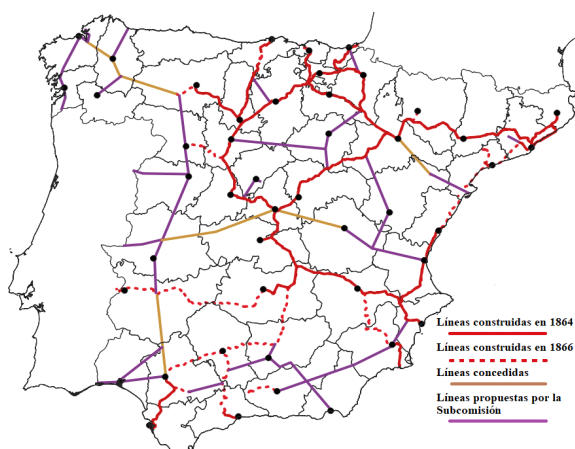 Líneas construidas en 1864
Líneas construidas en 1866
Líneas concedidas
Líneas propuestas por la
Subcomisión